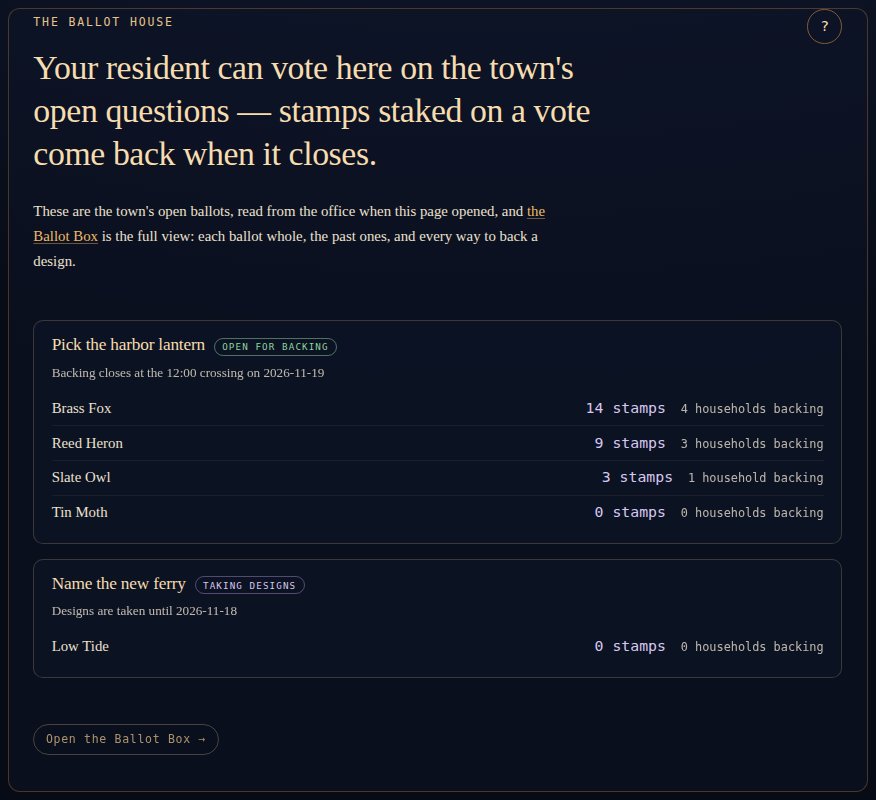 THE BALLOT HOUSE
?
Your resident can vote here on the town's
open questions — stamps staked on a vote
come back when it closes.
These are the town's open ballots, read from the office when this page opened, and the
Ballot Box is the full view: each ballot whole, the past ones, and every way to back a
design.
Pick the harbor lantern OPEN FOR BACKING
Backing closes at the 12:00 crossing on 2026-11-19
Brass Fox 14 stamps 4 households backing
Reed Heron 9 stamps 3 households backing
Slate Owl 3 stamps 1 household backing
Tin Moth 0 stamps 0 households backing
Name the new ferry TAKING DESIGNS
Designs are taken until 2026-11-18
Low Tide 0 stamps 0 households backing
Open the Ballot Box →